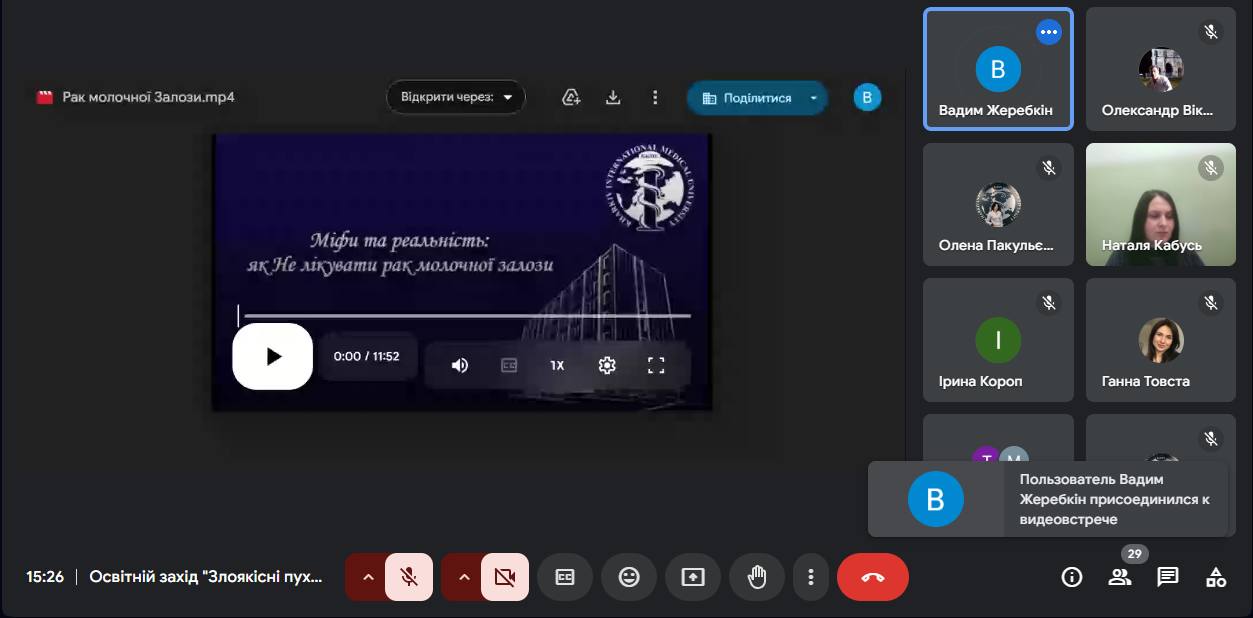 Рак молочної Залози.mp4
Відкрити через:
Поділитися
В
KHARKIV INTERNATIONAL MEDICAL UNIVERSITY
Міфи та реальність:
як Не лікувати рак молочної залози
0:00 / 11:52
1X
В
Вадим Жеребкін
Олександр Вік...
Олена Пакульє...
Наталя Кабусь
І
Ірина Короп
Ганна Товста
Т
М
В
Пользователь Вадим
Жеребкін присоединился к
видеовстрече
15:26
Освітній захід "Злоякісні пух...
29